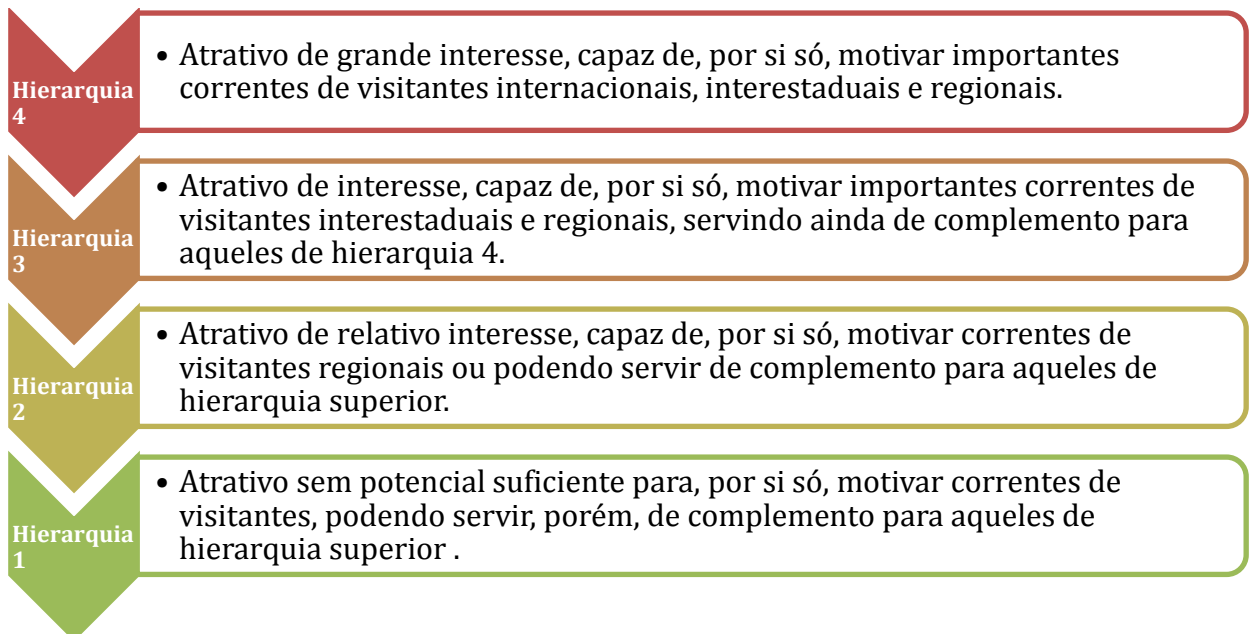 Hierarquia
4
• Atrativo de grande interesse, capaz de, por si só, motivar importantes
correntes de visitantes internacionais, interestaduais e regionais.
Hierarquia
3
• Atrativo de interesse, capaz de, por si só, motivar importantes correntes de
visitantes interestaduais e regionais, servindo ainda de complemento para
aqueles de hierarquia 4.
Hierarquia
2
• Atrativo de relativo interesse, capaz de, por si só, motivar correntes de
visitantes regionais ou podendo servir de complemento para aqueles de
hierarquia superior.
Hierarquia
1
• Atrativo sem potencial suficiente para, por si só, motivar correntes de
visitantes, podendo servir, porém, de complemento para aqueles de
hierarquia superior .